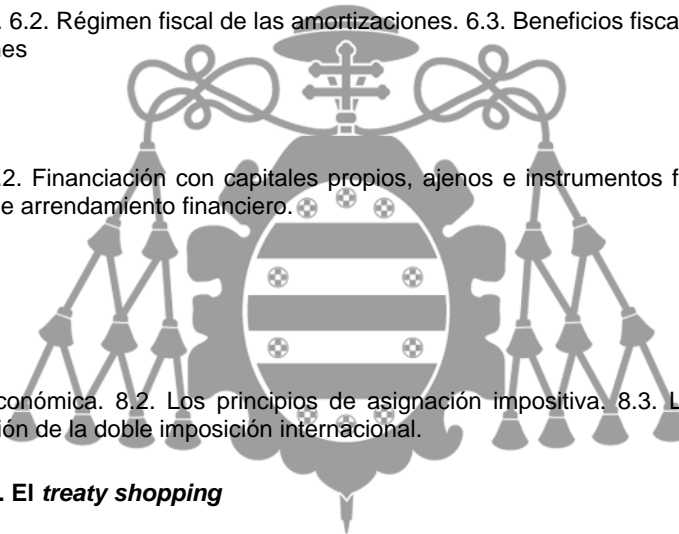 . 6.2. Régimen fiscal de las amortizaciones. 6.3. Beneficios fisca
nes
.2. Financiación con capitales propios, ajenos e instrumentos f
e arrendamiento financiero.
conómica. 8.2. Los principios de asignación impositiva. 8.3. L
ión de la doble imposición internacional.
. El treaty shopping